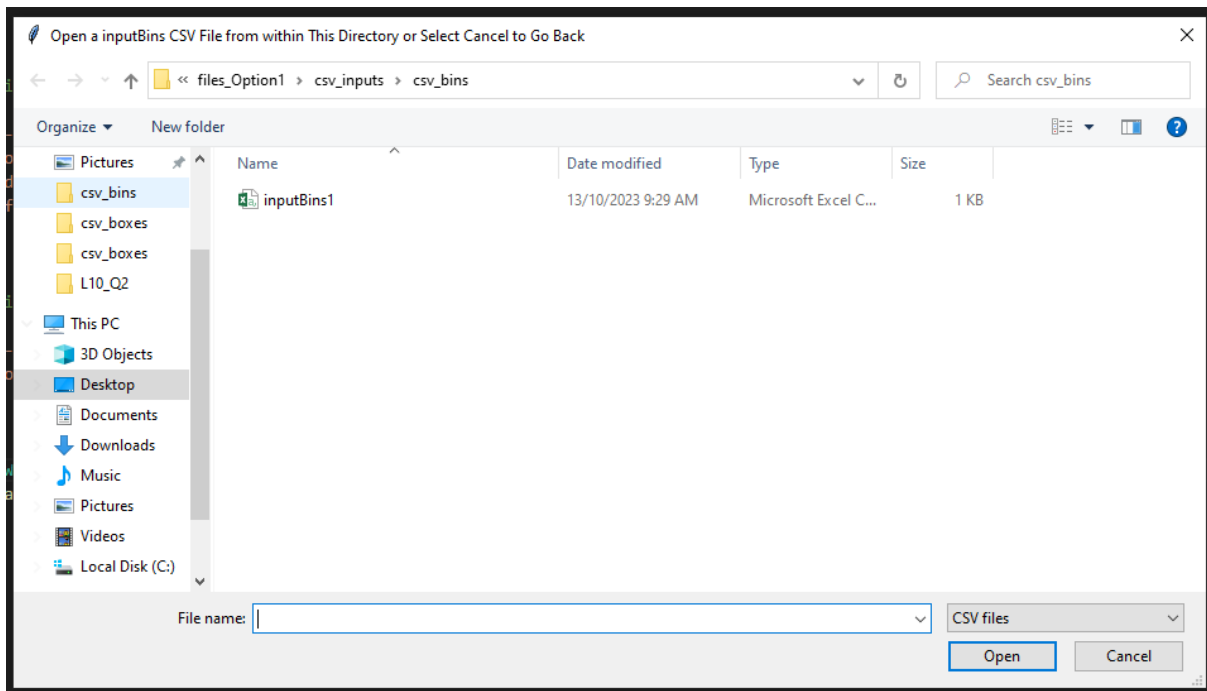 Open a inputBins CSV File from within This Directory or Select Cancel to Go Back
« files_Option1 › csv_inputs › csv_bins
Search csv_bins
Organize
New folder
?
Pictures
csv_bins
csv_boxes
csv_boxes
L10_Q2
This PC
3D Objects
Desktop
Documents
Downloads
Music
Pictures
Videos
Local Disk (C:)
Name Date modified Type Size
inputBins1 13/10/2023 9:29 AM Microsoft Excel C... 1 KB
File name:
CSV files
Open Cancel